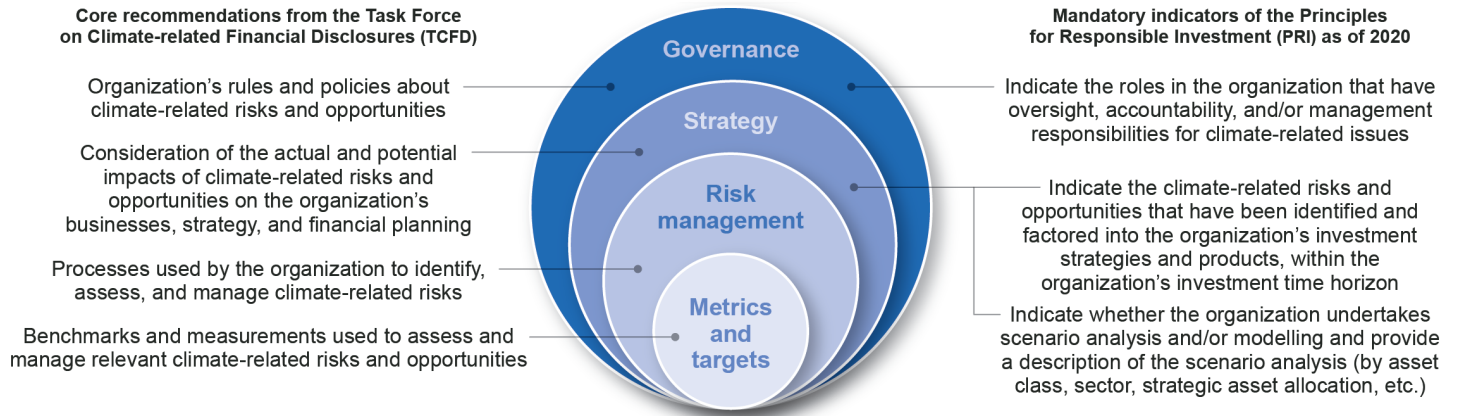 Core recommendations from the Task Force
on Climate-related Financial Disclosures (TCFD)
Organization’s rules and policies about
climate-related risks and opportunities
Consideration of the actual and potential
impacts of climate-related risks and
opportunities on the organization’s
businesses, strategy, and financial planning
Processes used by the organization to identify,
assess, and manage climate-related risks
Benchmarks and measurements used to assess and
manage relevant climate-related risks and opportunities
Governance
Strategy
Risk
management
Metrics
and
targets
Mandatory indicators of the Principles
for Responsible Investment (PRI) as of 2020
Indicate the roles in the organization that have
oversight, accountability, and/or management
responsibilities for climate-related issues
Indicate the climate-related risks and
opportunities that have been identified and
factored into the organization’s investment
strategies and products, within the
organization’s investment time horizon
Indicate whether the organization undertakes
scenario analysis and/or modelling and provide
a description of the scenario analysis (by asset
class, sector, strategic asset allocation, etc.)